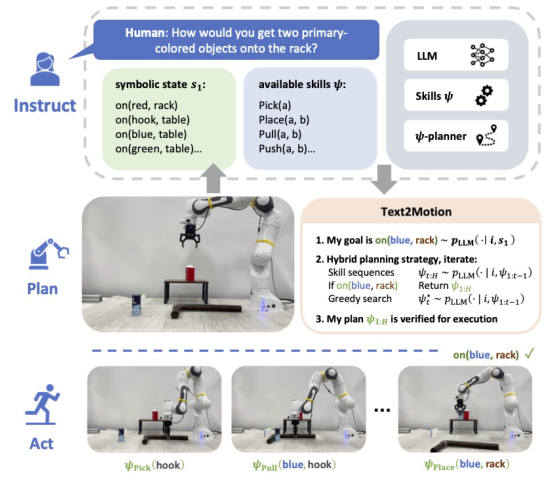 Human: How would you get two primary-
colored objects onto the rack?
Instruct
symbolic state s₁:
on(red, rack)
on(hook, table)
on(blue, table)
on(green, table)...
available skills ψ:
Pick(a)
Place(a, b)
Pull(a, b)
Push(a, b)...
LLM
Skills ψ
ψ-planner
Plan
Text2Motion
1. My goal is on(blue, rack) ~ pLLM(· | i, s₁)
2. Hybrid planning strategy, iterate:
Skill sequences ψ₁:H ~ pLLM(· | i, ψ₁:t−1)
If on(blue, rack) Return ψ₁:H
Greedy search ψ*t ~ pLLM(· | i, ψ₁:t−1)
3. My plan ψ₁:H is verified for execution
on(blue, rack) ✓
Act
...
ψPick(hook)
ψPull(blue, hook)
ψPlace(blue, rack)